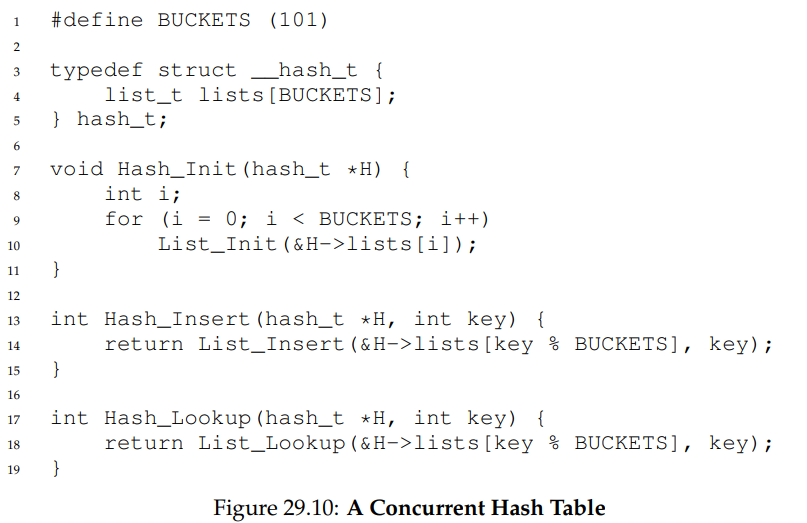 1 #define BUCKETS (101)
2
3 typedef struct __hash_t {
4     list_t lists[BUCKETS];
5 } hash_t;
6
7 void Hash_Init(hash_t *H) {
8     int i;
9     for (i = 0; i < BUCKETS; i++)
10         List_Init(&H->lists[i]);
11 }
12
13 int Hash_Insert(hash_t *H, int key) {
14     return List_Insert(&H->lists[key % BUCKETS], key);
15 }
16
17 int Hash_Lookup(hash_t *H, int key) {
18     return List_Lookup(&H->lists[key % BUCKETS], key);
19 }
Figure 29.10: A Concurrent Hash Table